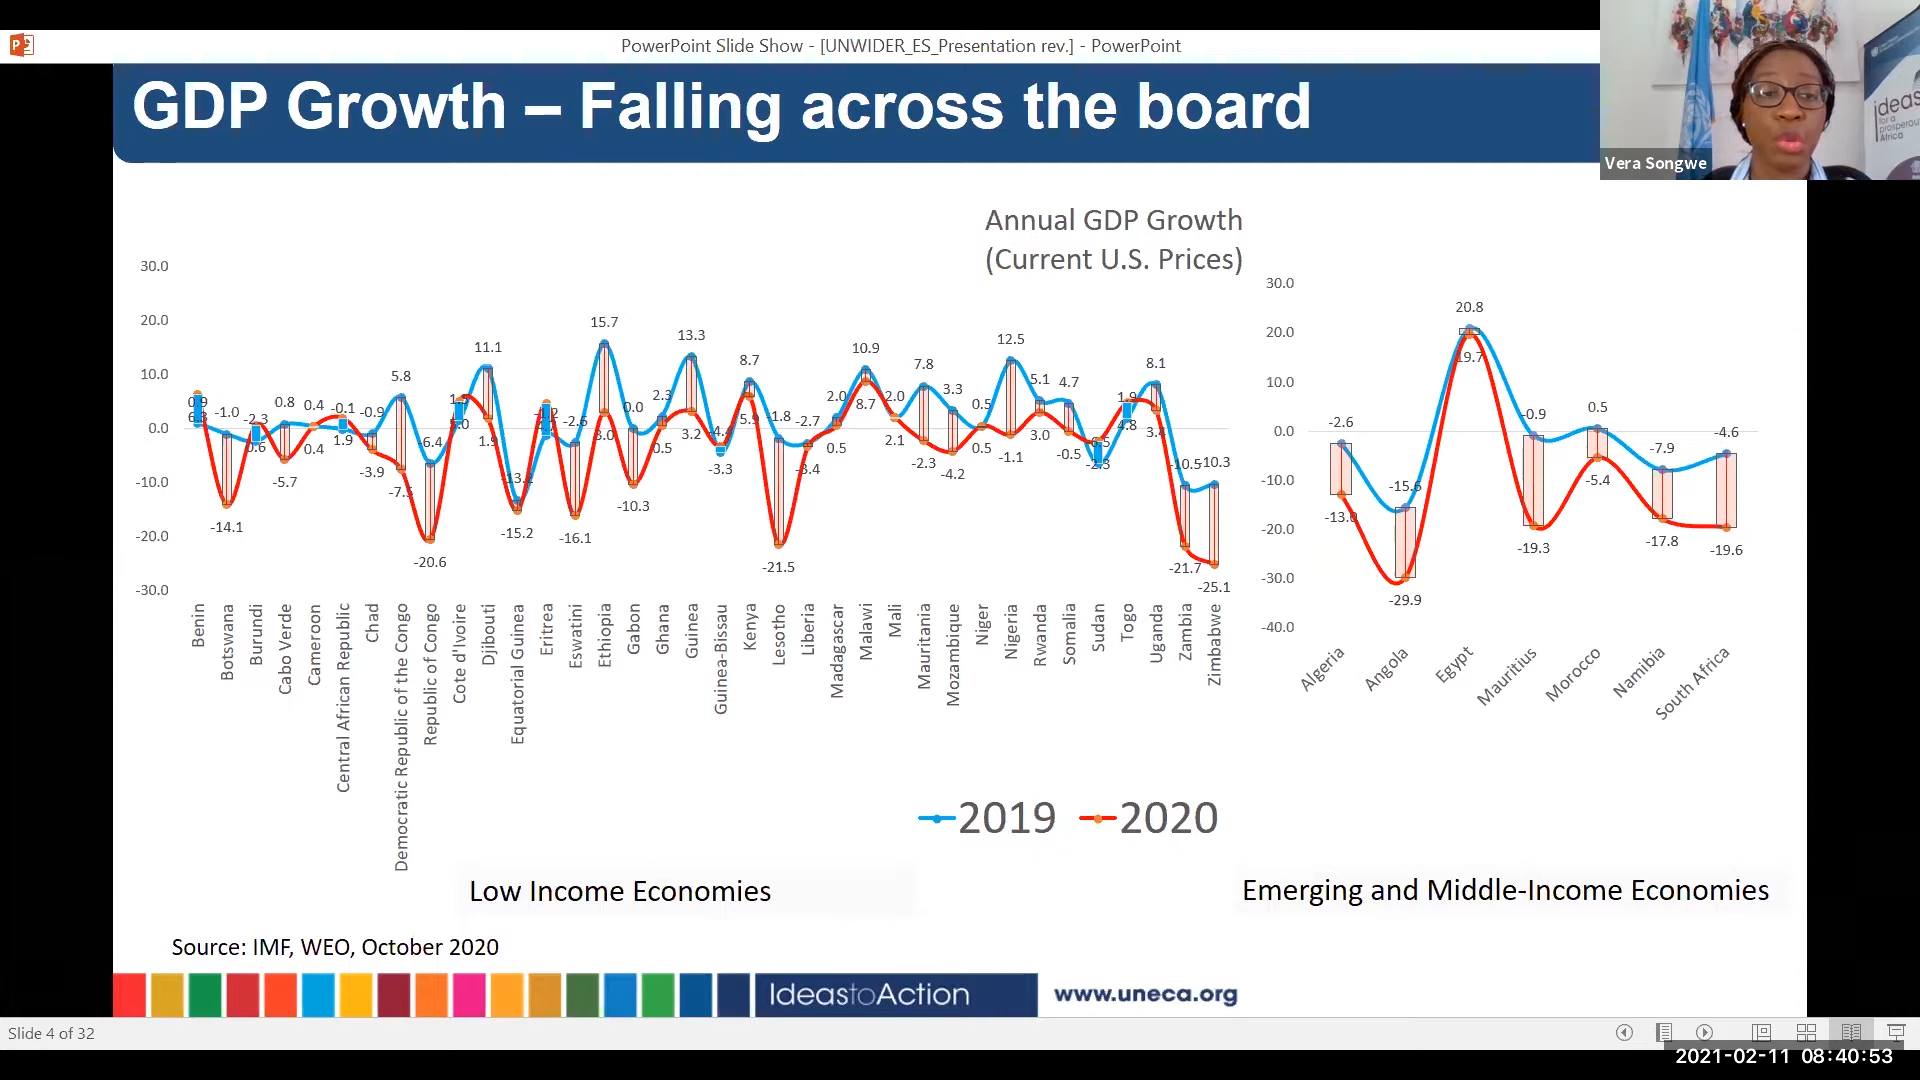 PowerPoint Slide Show - [UNWIDER_ES_Presentation rev.] - PowerPoint
GDP Growth – Falling across the board
Vera Songwe
ideas
for a
prosperous
Africa
Annual GDP Growth
(Current U.S. Prices)
30.0
20.0
10.0
0.0
-10.0
-20.0
-30.0
0.9 -1.0 -2.3 0.8 0.4 -0.1 -0.9 5.8 -6.4 11.1 -13.2 -2.6 15.7 0.0 2.3 13.3 -4.4 8.7 -1.8 -2.7 2.0 10.9 2.0 7.8 3.3 0.5 12.5 5.1 4.7 -6.5 1.9 8.1 -10.5 -10.3
6.3 -14.1 0.6 -5.7 0.4 1.9 -3.9 -20.6 1.9 -15.2 -16.1 3.0 -10.3 0.5 3.2 -3.3 5.9 -21.5 -3.4 0.5 8.7 2.1 -2.3 -4.2 0.5 -1.1 3.0 -0.5 -2.3 4.8 3.4 -21.7 -25.1
Benin
Botswana
Burundi
Cabo Verde
Cameroon
Central African Republic
Chad
Democratic Republic of the Congo
Republic of Congo
Cote d'Ivoire
Djibouti
Equatorial Guinea
Eritrea
Eswatini
Ethiopia
Gabon
Ghana
Guinea
Guinea-Bissau
Kenya
Lesotho
Liberia
Madagascar
Malawi
Mali
Mauritania
Mozambique
Niger
Nigeria
Rwanda
Somalia
Sudan
Togo
Uganda
Zambia
Zimbabwe
30.0
20.0
10.0
0.0
-10.0
-20.0
-30.0
-40.0
-2.6 -15.6 20.8 -0.9 0.5 -7.9 -4.6
-13.0 -29.9 19.7 -19.3 -5.4 -17.8 -19.6
Algeria
Angola
Egypt
Mauritius
Morocco
Namibia
South Africa
2019 2020
Low Income Economies
Emerging and Middle-Income Economies
Source: IMF, WEO, October 2020
IdeastoAction
www.uneca.org
Slide 4 of 32
2021-02-11 08:40:53